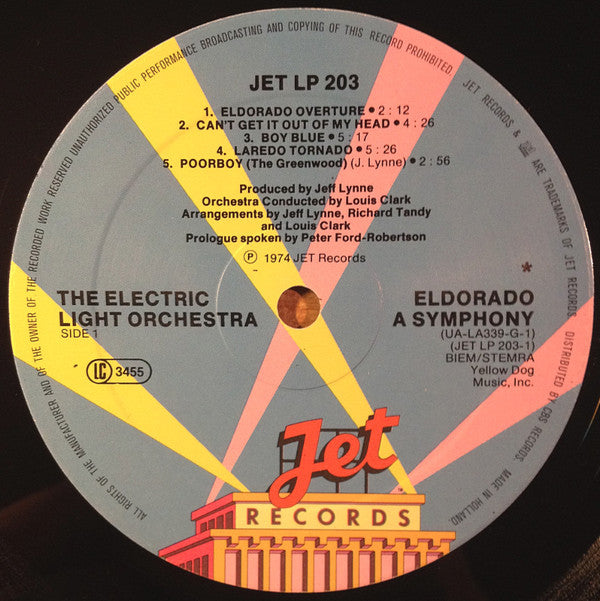 ALL RIGHTS OF THE MANUFACTURER AND OF THE OWNER OF THE RECORDED WORK RESERVED UNAUTHORIZED PUBLIC PERFORMANCE BROADCASTING AND COPYING OF THIS RECORD PROHIBITED.
JET RECORDS & ARE TRADEMARKS OF JET RECORDS. DISTRIBUTED BY CBS RECORDS. MADE IN HOLLAND.
JET LP 203
1. ELDORADO OVERTURE • 2 : 12
2. CAN'T GET IT OUT OF MY HEAD • 4 : 26
3. BOY BLUE • 5 : 17
4. LAREDO TORNADO • 5 : 26
5. POORBOY (The Greenwood) (J. Lynne) • 2 : 56
Produced by Jeff Lynne
Orchestra Conducted by Louis Clark
Arrangements by Jeff Lynne, Richard Tandy
and Louis Clark
Prologue spoken by Peter Ford-Robertson
℗ 1974 JET Records
THE ELECTRIC
LIGHT ORCHESTRA
SIDE 1
LC 3455
*
ELDORADO
A SYMPHONY
(UA-LA339-G-1)
(JET LP 203-1)
BIEM/STEMRA
Yellow Dog
Music, Inc.
Jet
RECORDS